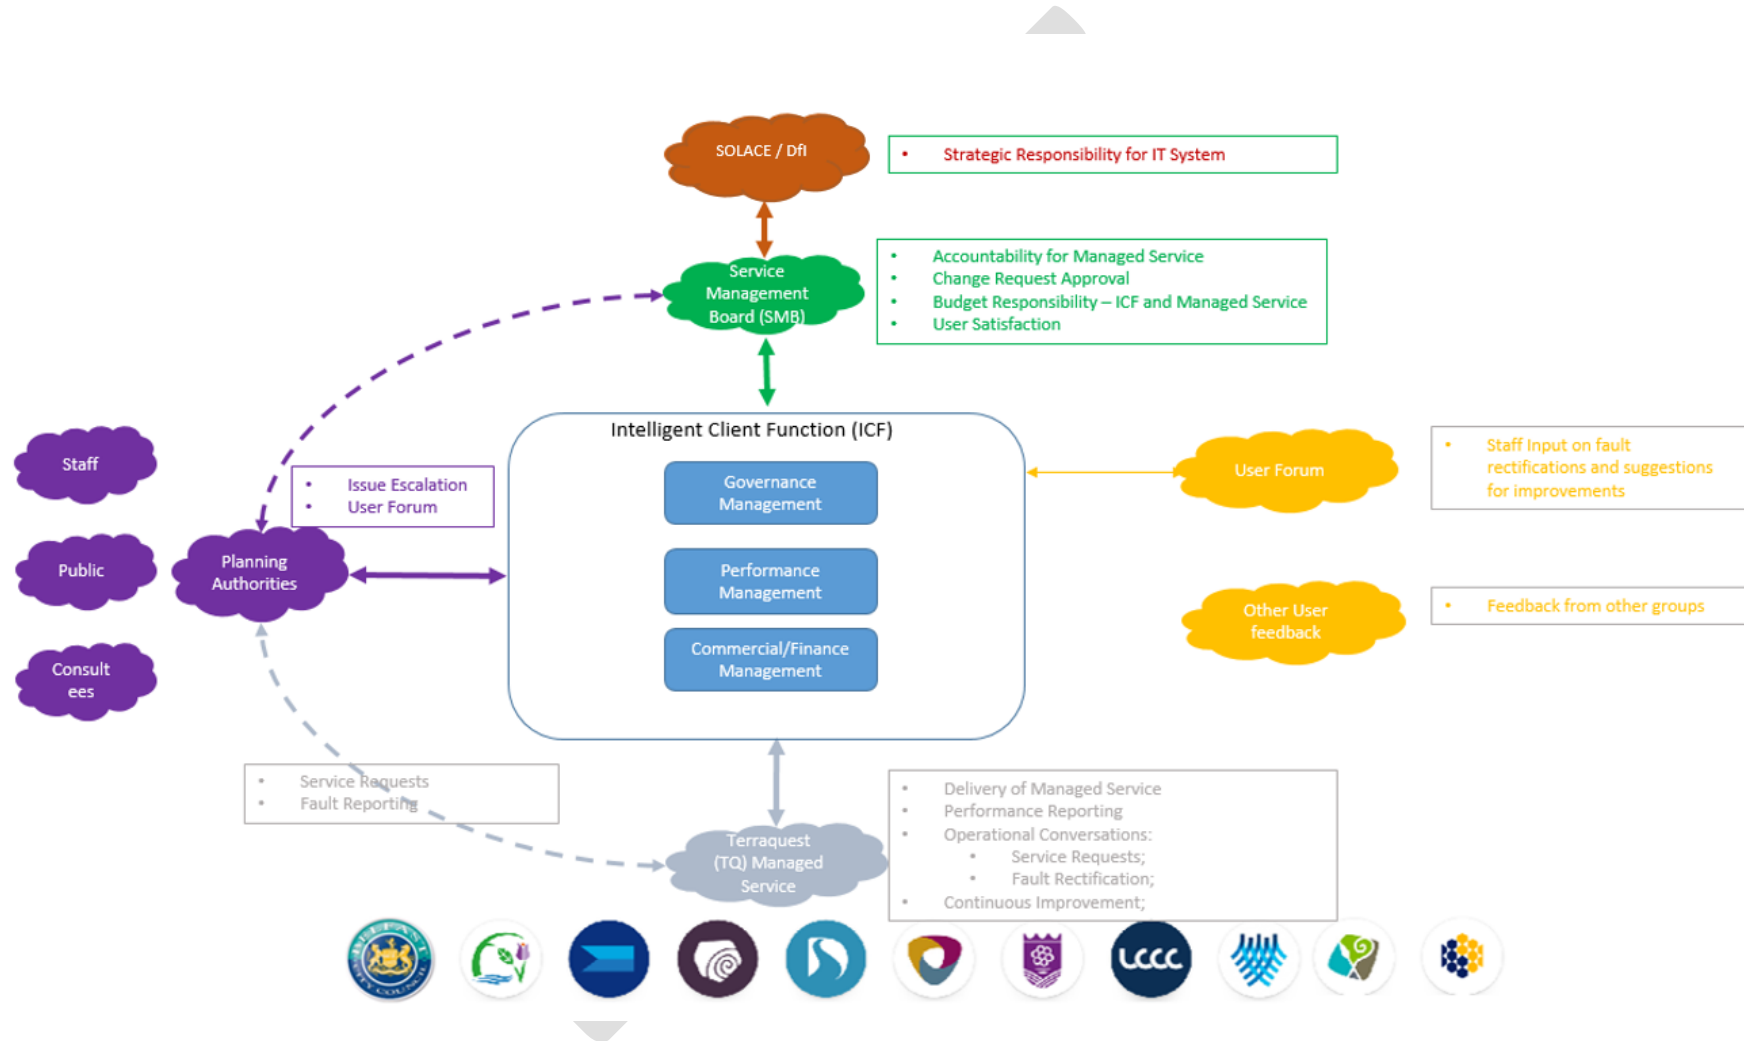 SOLACE / DfI
• Strategic Responsibility for IT System
Service
Management
Board (SMB)
• Accountability for Managed Service
• Change Request Approval
• Budget Responsibility – ICF and Managed Service
• User Satisfaction
Intelligent Client Function (ICF)
Governance
Management
Performance
Management
Commercial/Finance
Management
Staff
Public
Consult
ees
• Issue Escalation
• User Forum
Planning
Authorities
User Forum
• Staff Input on fault
rectifications and suggestions
for improvements
Other User
feedback
• Feedback from other groups
• Service Requests
• Fault Reporting
Terraquest
(TQ) Managed
Service
• Delivery of Managed Service
• Performance Reporting
• Operational Conversations:
• Service Requests;
• Fault Rectification;
• Continuous Improvement;
BELFAST
CITY COUNCIL
LCCC